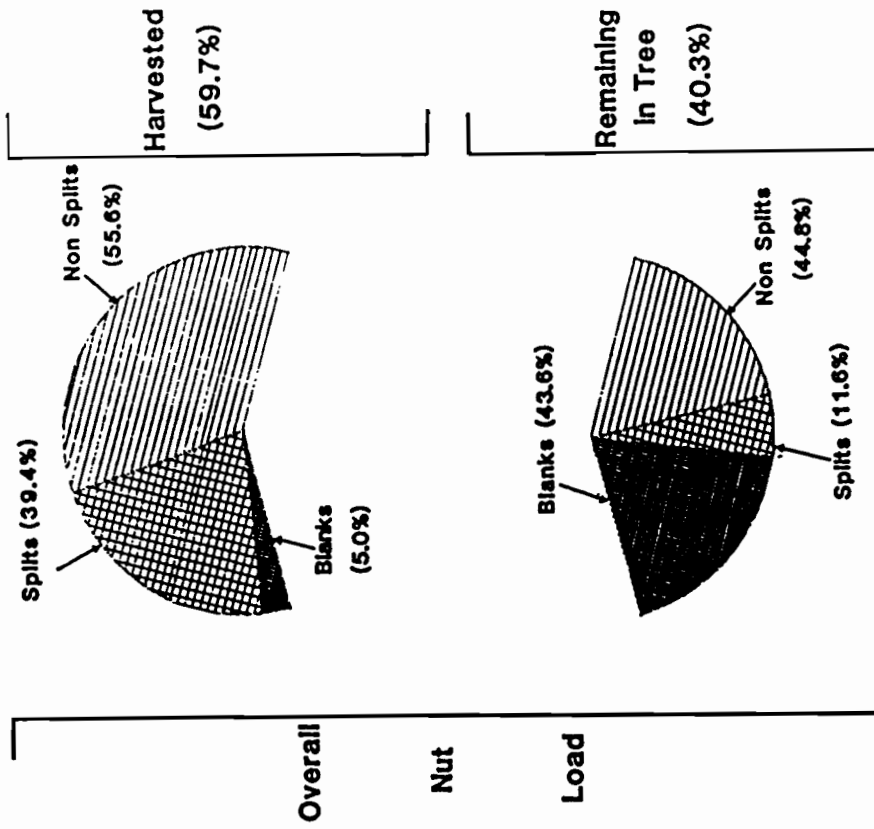 Overall
Nut
Load
Splits (39.4%)
Non Splits
(55.6%)
Blanks
(5.0%)
Harvested
(59.7%)
Blanks (43.6%)
Non Splits
(44.8%)
Splits (11.6%)
Remaining
In Tree
(40.3%)